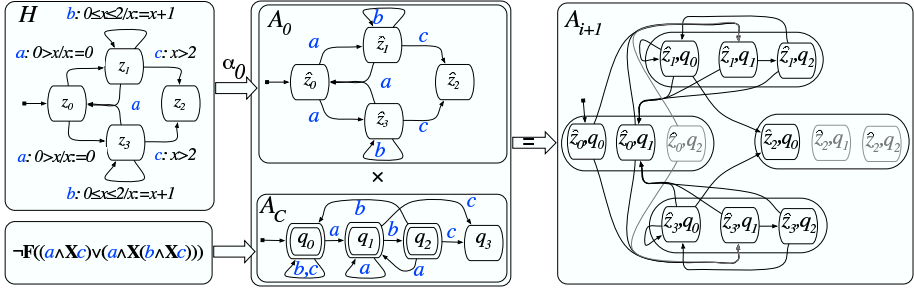 H
b: 0≤x≤2/x:=x+1
a: 0>x/x:=0
c: x>2
z₁
z₀
a
z₂
z₃
a: 0>x/x:=0
c: x>2
b: 0≤x≤2/x:=x+1
¬F((a∧Xc)∨(a∧X(b∧Xc)))
α₀
A₀
b
a
ẑ₁
c
ẑ₀
a
ẑ₂
a
ẑ₃
c
b
×
A_C
b
c
q₀
a
q₁
b
q₂
c
q₃
b,c
a
a
=
A_{i+1}
ẑ₁,q₀
ẑ₁,q₁
ẑ₁,q₂
ẑ₀,q₀
ẑ₀,q₁
ẑ₀,q₂
ẑ₂,q₀
ẑ₂,q₁
ẑ₂,q₂
ẑ₃,q₀
ẑ₃,q₁
ẑ₃,q₂